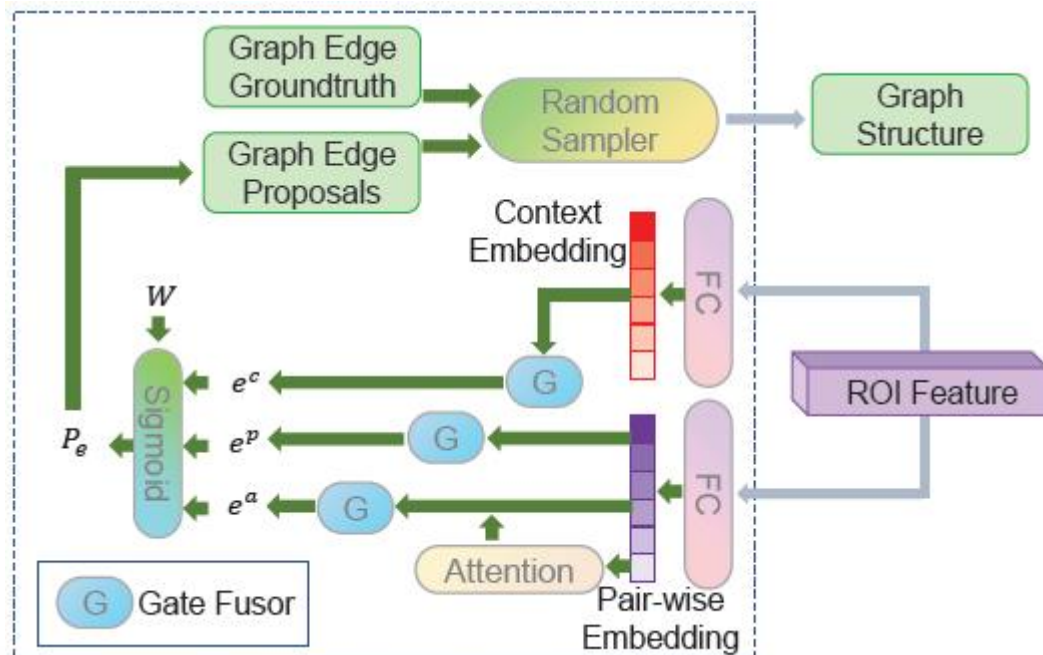 Graph Edge
Groundtruth
Random
Sampler
Graph
Structure
Graph Edge
Proposals
Context
Embedding
FC
W
G
ROI Feature
Sigmoid
e^c
e^p
G
P_e
e^a
G
FC
Attention
G Gate Fusor
Pair-wise
Embedding